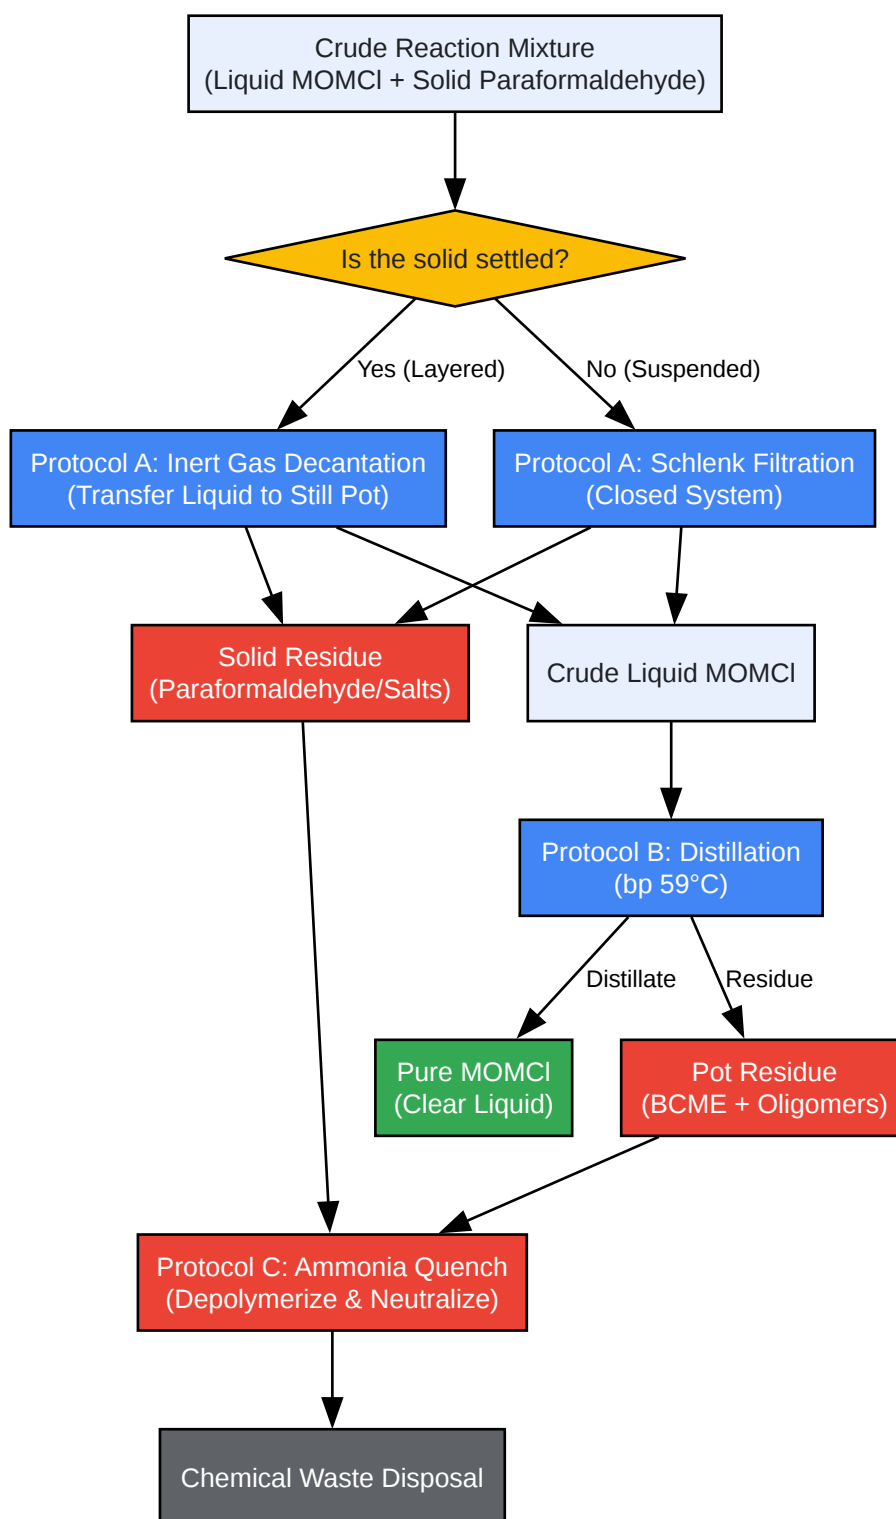 Crude Reaction Mixture
(Liquid MOMCl + Solid Paraformaldehyde)
Is the solid settled?
Yes (Layered)
No (Suspended)
Protocol A: Inert Gas Decantation
(Transfer Liquid to Still Pot)
Protocol A: Schlenk Filtration
(Closed System)
Solid Residue
(Paraformaldehyde/Salts)
Crude Liquid MOMCl
Protocol B: Distillation
(bp 59°C)
Distillate
Residue
Pure MOMCl
(Clear Liquid)
Pot Residue
(BCME + Oligomers)
Protocol C: Ammonia Quench
(Depolymerize & Neutralize)
Chemical Waste Disposal